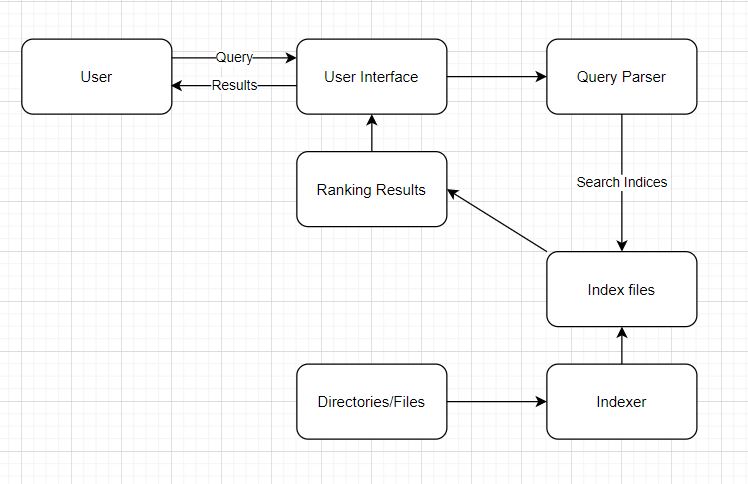 User
Query
Results
User Interface
Query Parser
Ranking Results
Search Indices
Index files
Directories/Files
Indexer